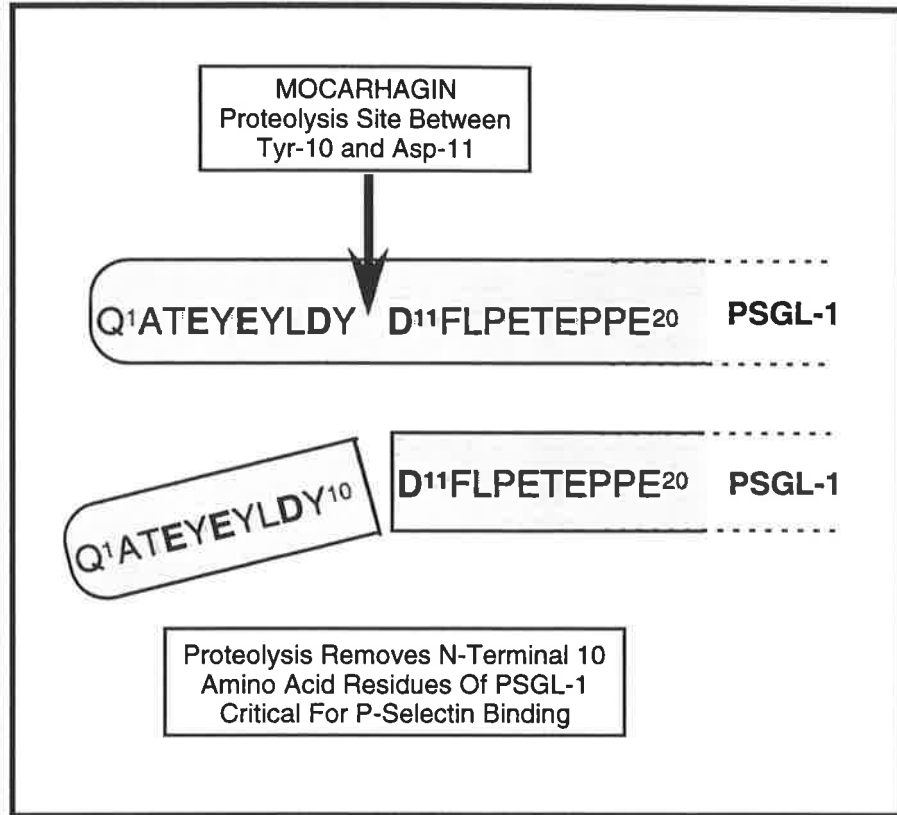 MOCARHAGIN
Proteolysis Site Between
Tyr-10 and Asp-11
Q¹ATEYEYLDY D¹¹FLPETEPPE²⁰ PSGL-1
D¹¹FLPETEPPE²⁰ PSGL-1
Q¹ATEYEYLDY¹⁰
Proteolysis Removes N-Terminal 10
Amino Acid Residues Of PSGL-1
Critical For P-Selectin Binding